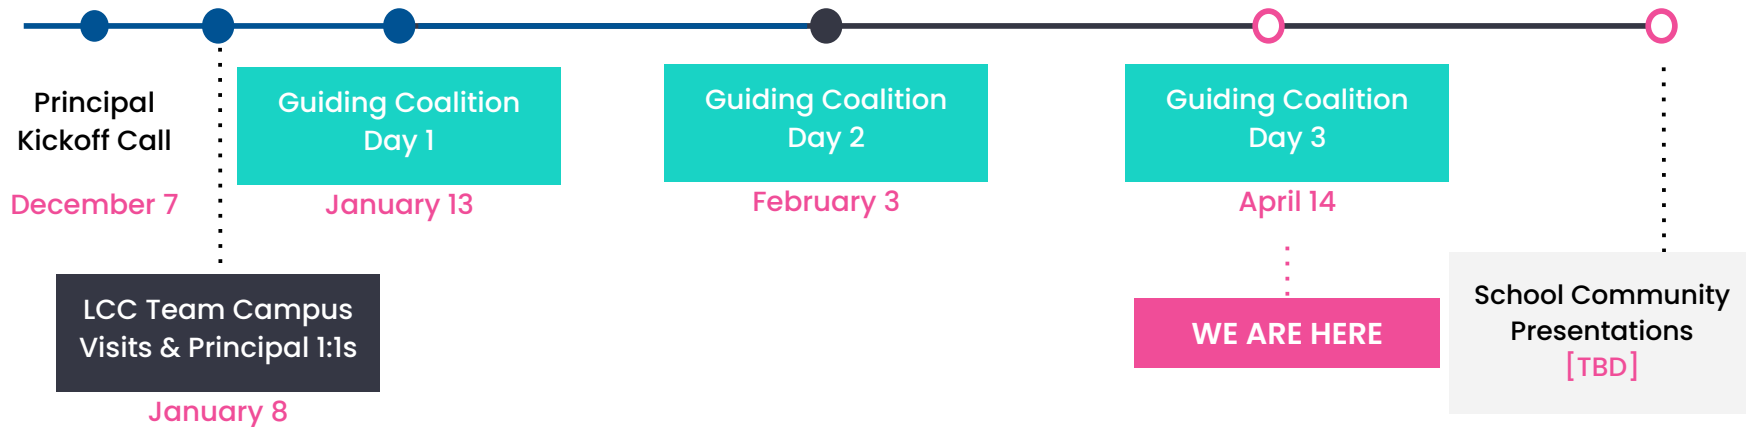 Principal
Kickoff Call
December 7
LCC Team Campus
Visits & Principal 1:1s
January 8
Guiding Coalition
Day 1
January 13
Guiding Coalition
Day 2
February 3
Guiding Coalition
Day 3
April 14
WE ARE HERE
School Community
Presentations
[TBD]